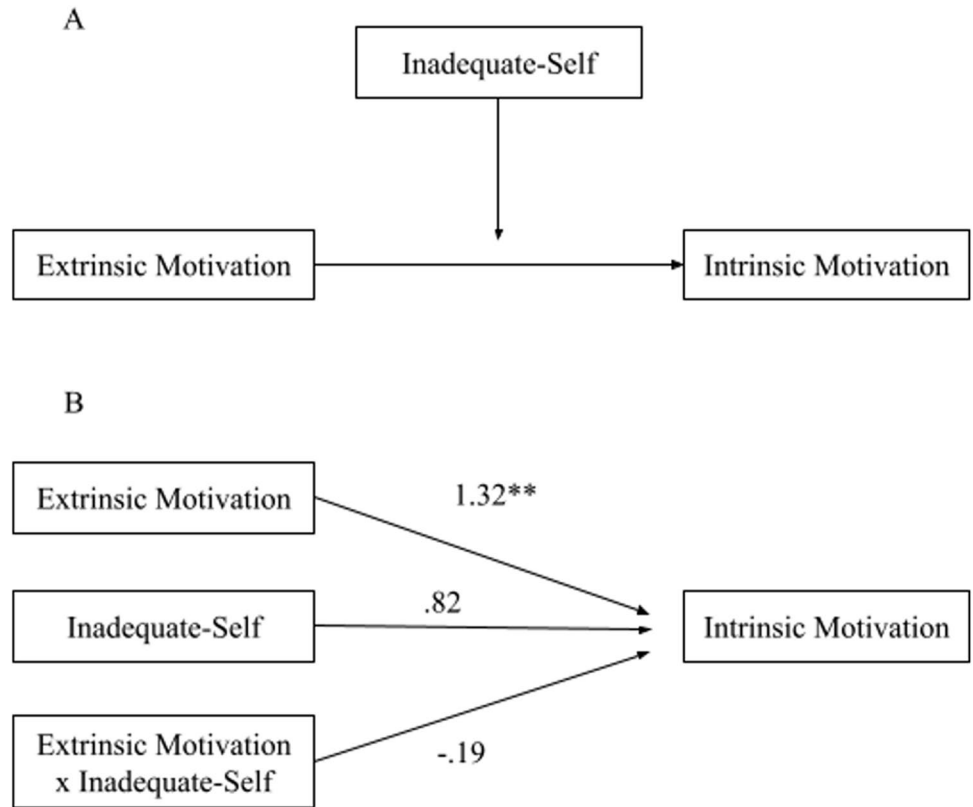 A
Inadequate-Self
Extrinsic Motivation
Intrinsic Motivation
B
Extrinsic Motivation
1.32**
Inadequate-Self
.82
Intrinsic Motivation
Extrinsic Motivation
x Inadequate-Self
-.19